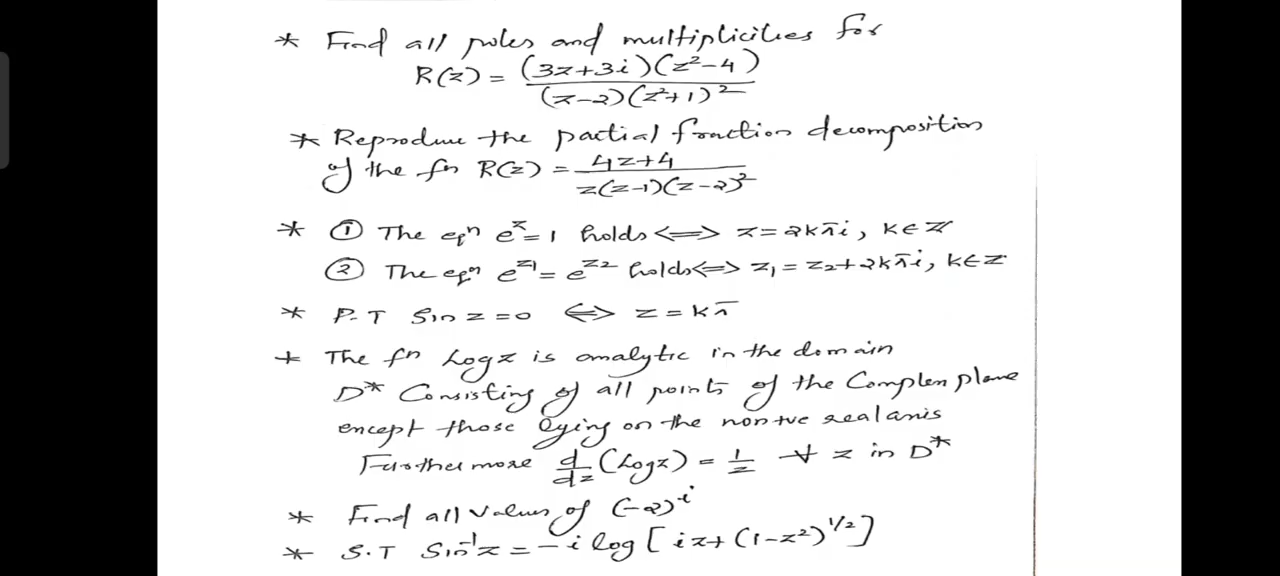 * Find all poles and multiplicities for
R(z) = (3z+3i)(z²-4) / (z-2)(z²+1)²
* Reproduce the partial fraction decomposition
of the fn R(z) = 4z+4 / z(z-1)(z-2)²
* ① The eqn e^z = 1 holds <=> z = 2kπi, k∈Z
② The eqn e^z1 = e^z2 holds <=> z₁ = z₂+2kπi, k∈Z
* P.T Sin z = 0 <=> z = kπ
* The fn Log z is analytic in the domain
D* Consisting of all points of the Complex plane
except those lying on the non +ve real axis
Furthermore d/dz (Log z) = 1/z ∀ z in D*
* Find all values of (-2)^i
* S.T Sin⁻¹z = -i log [iz+(1-z²)^1/2]